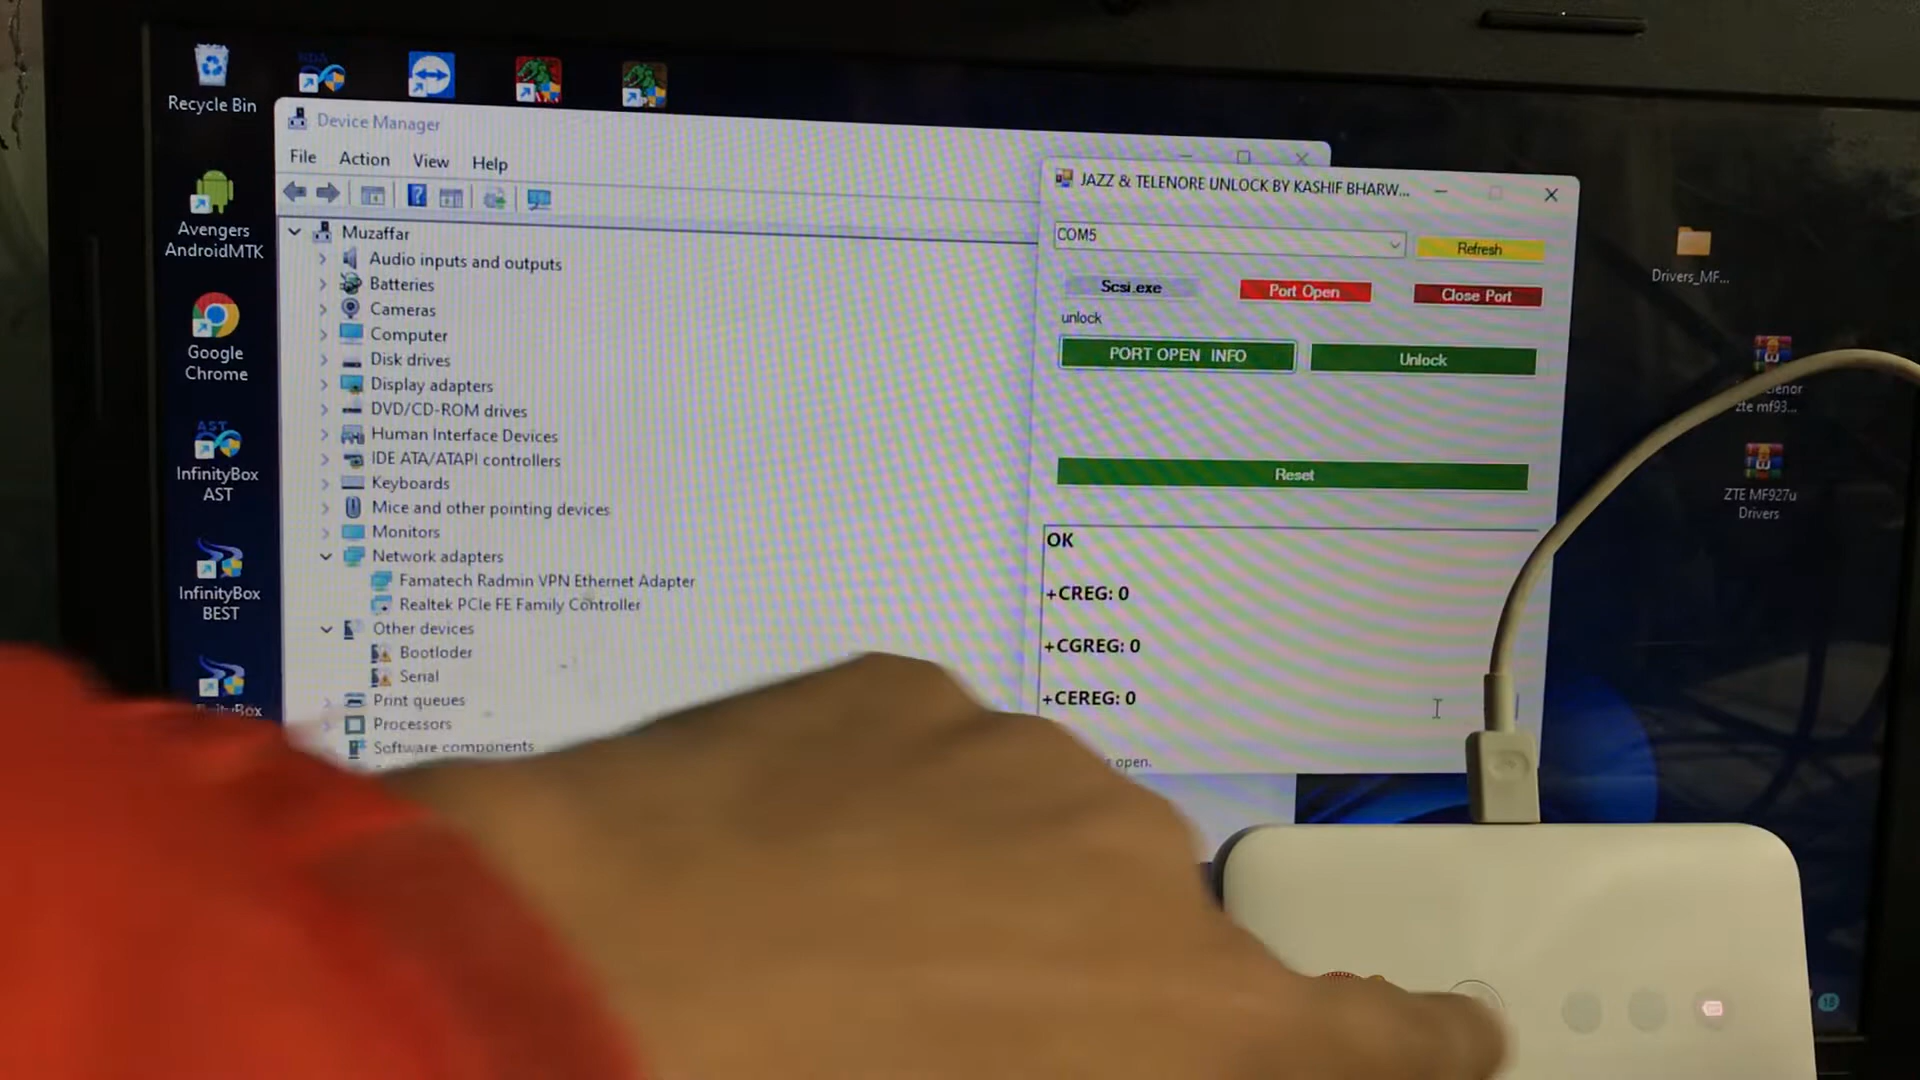 Recycle Bin
Avengers
AndroidMTK
Google
Chrome
AST
InfinityBox
AST
InfinityBox
BEST
Device Manager
File Action View Help
Muzaffar
Audio inputs and outputs
Batteries
Cameras
Computer
Disk drives
Display adapters
DVD/CD-ROM drives
Human Interface Devices
IDE ATA/ATAPI controllers
Keyboards
Mice and other pointing devices
Monitors
Network adapters
Famatech Radmin VPN Ethernet Adapter
Realtek PCIe FE Family Controller
Other devices
Bootloder
Serial
Print queues
Processors
Software components
JAZZ & TELENORE UNLOCK BY KASHIF BHARW...
COM5
Refresh
Scsi.exe
Port Open
Close Port
unlock
PORT OPEN INFO
Unlock
Reset
OK
+CREG: 0
+CGREG: 0
+CEREG: 0
open.
Drivers_MF...
zte mf93...
ZTE MF927u
Drivers
18